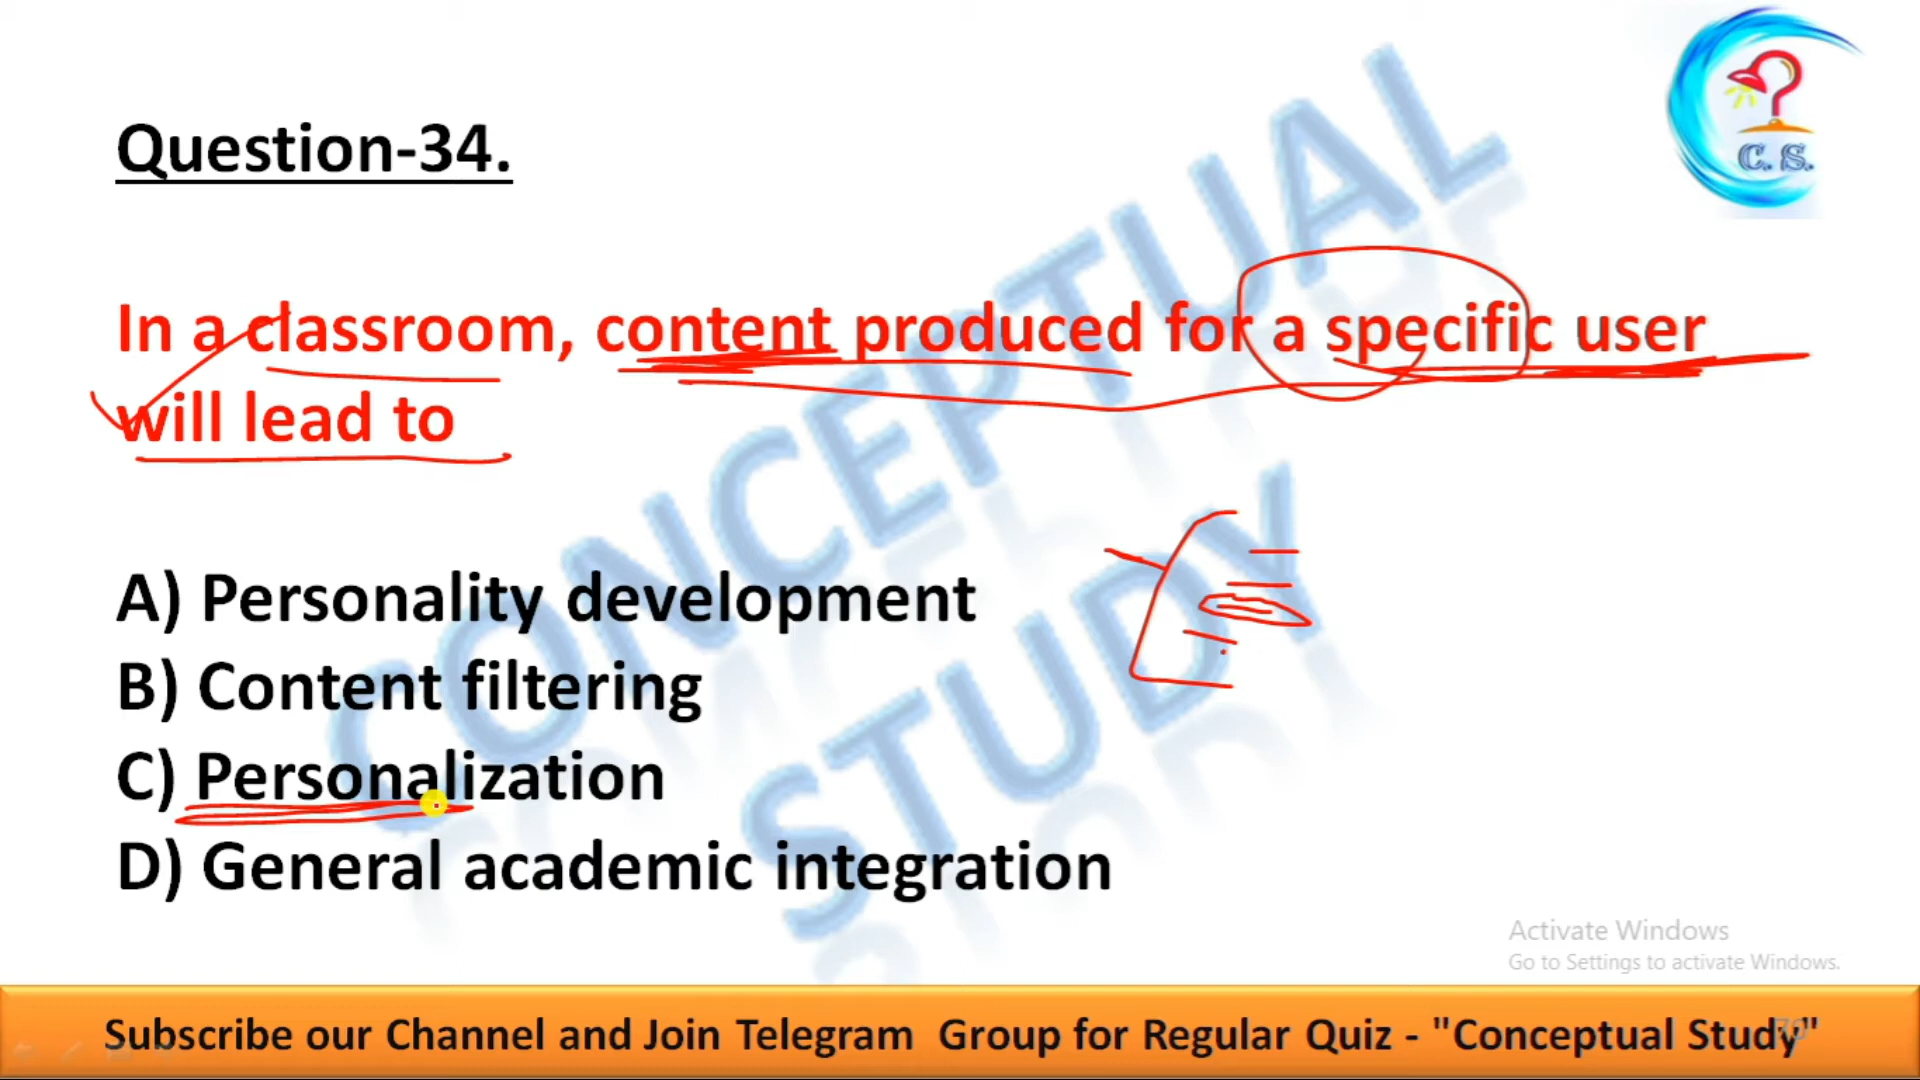 C. S.
Question-34.
In a classroom, content produced for a specific user
will lead to
A) Personality development
B) Content filtering
C) Personalization
D) General academic integration
CONCEPTUAL
STUDY
Activate Windows
Go to Settings to activate Windows.
Subscribe our Channel and Join Telegram Group for Regular Quiz - "Conceptual Study"